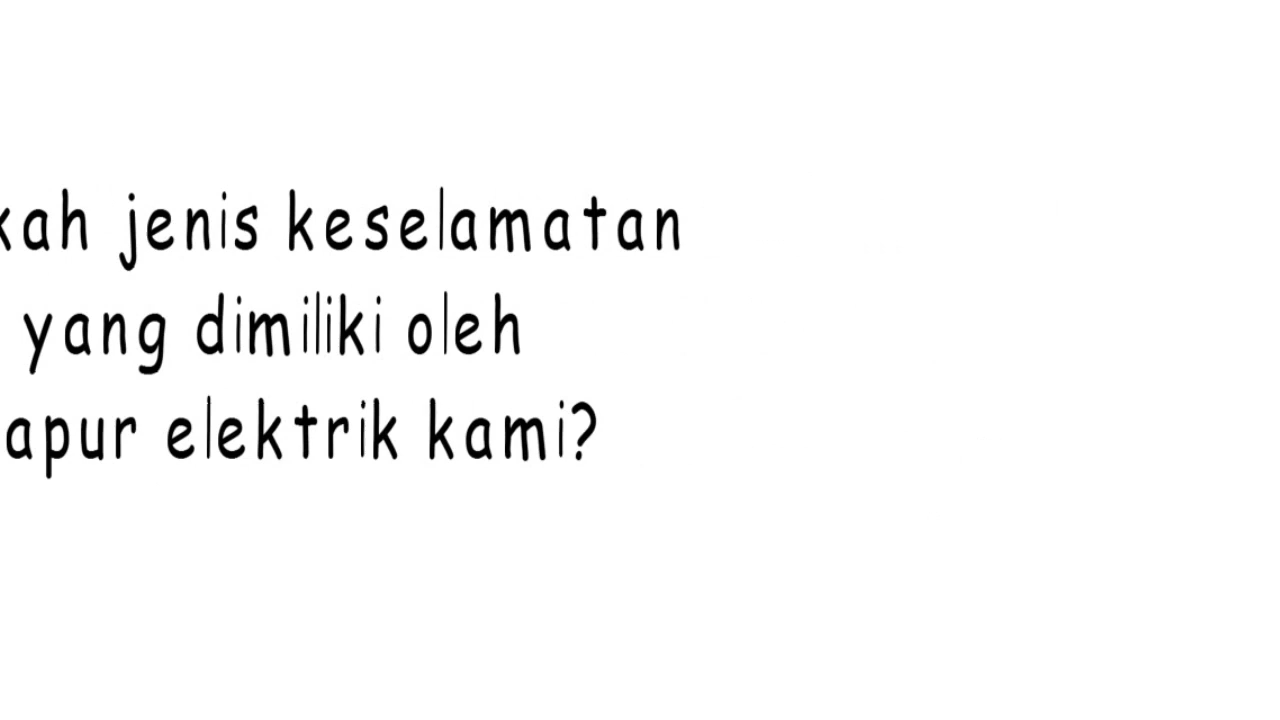 kah jenis keselamatan
yang dimiliki oleh
apur elektrik kami?